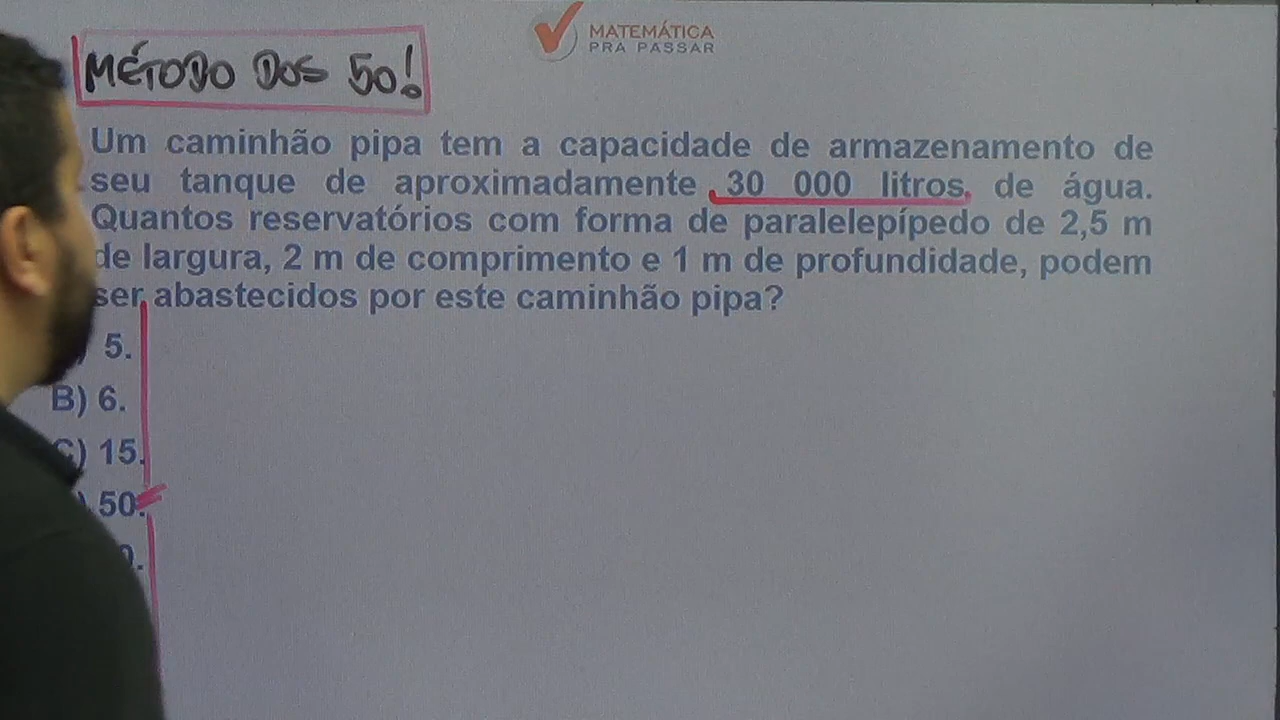 MATEMÁTICA
PRA PASSAR
MÉTODO DOS 50!
Um caminhão pipa tem a capacidade de armazenamento de
seu tanque de aproximadamente 30 000 litros, de água.
Quantos reservatórios com forma de paralelepípedo de 2,5 m
de largura, 2 m de comprimento e 1 m de profundidade, podem
ser abastecidos por este caminhão pipa?
5.
B) 6.
C) 15.
50.